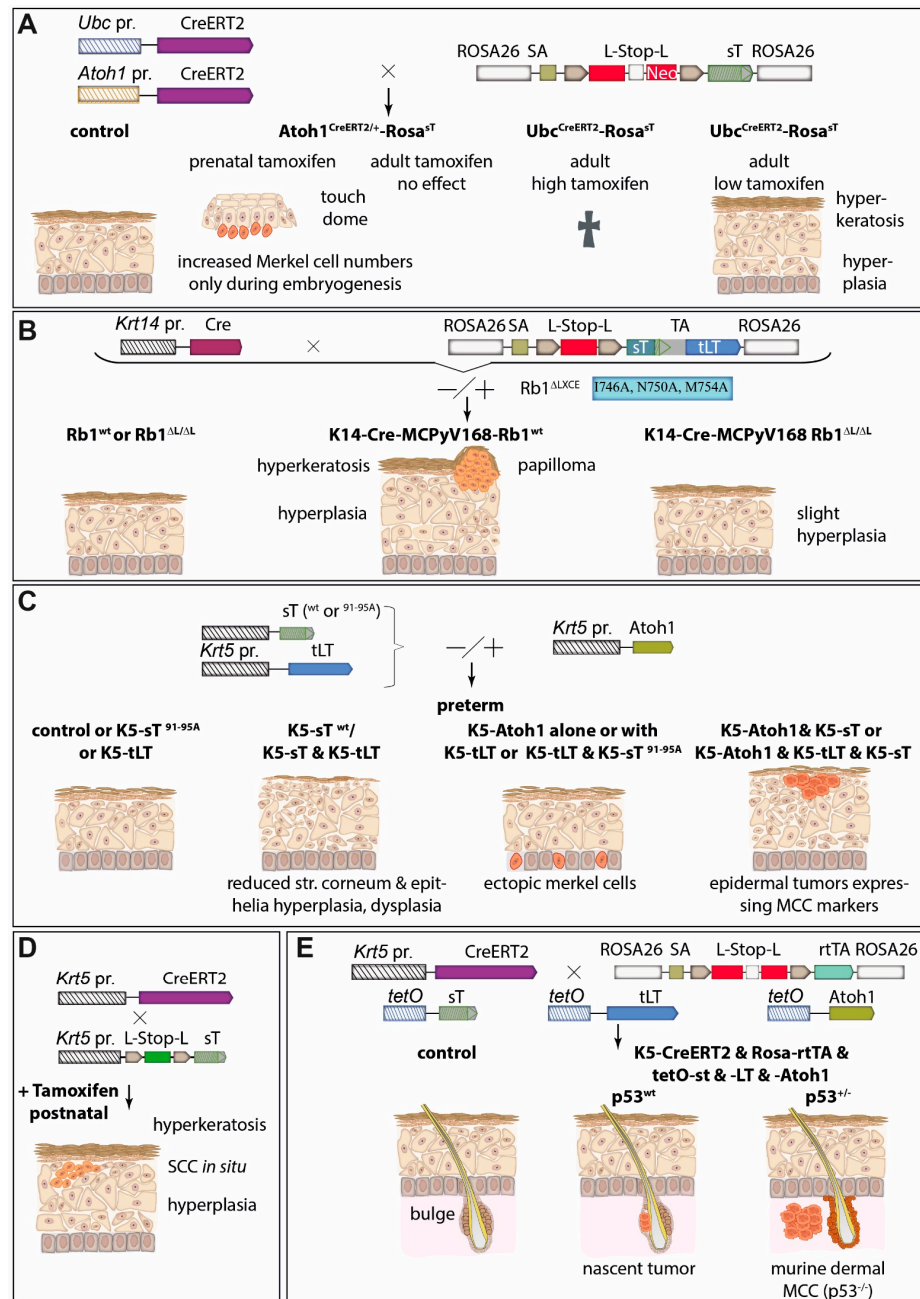 A
Ubc pr.
CreERT2
Atoh1 pr.
CreERT2
×
ROSA26 SA
L-Stop-L
sT
ROSA26
Neo
control
Atoh1CreERT2/+-RosasT
UbcCreERT2-RosasT
UbcCreERT2-RosasT
prenatal tamoxifen
adult tamoxifen
no effect
adult
high tamoxifen
adult
low tamoxifen
touch
dome
hyper-
keratosis
increased Merkel cell numbers
only during embryogenesis
hyper-
plasia
B
Krt14 pr.
Cre
×
ROSA26 SA
L-Stop-L
TA
ROSA26
sT
tLT
−/+
Rb1ΔLXCE
I746A, N750A, M754A
Rb1wt or Rb1ΔL/ΔL
K14-Cre-MCPyV168-Rb1wt
K14-Cre-MCPyV168 Rb1ΔL/ΔL
hyperkeratosis
papilloma
hyperplasia
slight
hyperplasia
C
sT (wt or 91-95A)
Krt5 pr.
tLT
−/+
Krt5 pr.
Atoh1
preterm
control or K5-sT 91-95A
or K5-tLT
K5-sT wt/
K5-sT & K5-tLT
K5-Atoh1 alone or with
K5-tLT or K5-tLT & K5-sT 91-95A
K5-Atoh1& K5-sT or
K5-Atoh1 & K5-tLT & K5-sT
reduced str. corneum & epit-
helia hyperplasia, dysplasia
ectopic merkel cells
epidermal tumors expres-
sing MCC markers
D
Krt5 pr.
CreERT2
×
Krt5 pr.
L-Stop-L
sT
+ Tamoxifen
postnatal
hyperkeratosis
SCC in situ
hyperplasia
E
Krt5 pr.
CreERT2
×
ROSA26
SA
L-Stop-L
rtTA
ROSA26
tetO
sT
tetO
tLT
tetO
Atoh1
control
K5-CreERT2 & Rosa-rtTA &
tetO-st & -LT & -Atoh1
p53wt
p53+/-
bulge
nascent tumor
murine dermal
MCC (p53-/-)